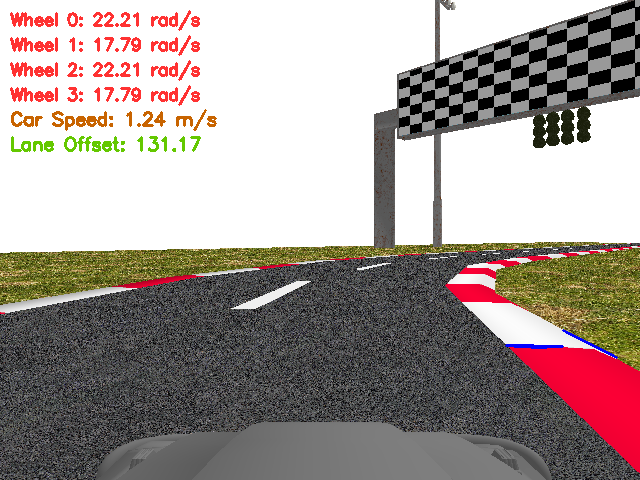 Wheel 0: 22.21 rad/s
Wheel 1: 17.79 rad/s
Wheel 2: 22.21 rad/s
Wheel 3: 17.79 rad/s
Car Speed: 1.24 m/s
Lane Offset: 131.17